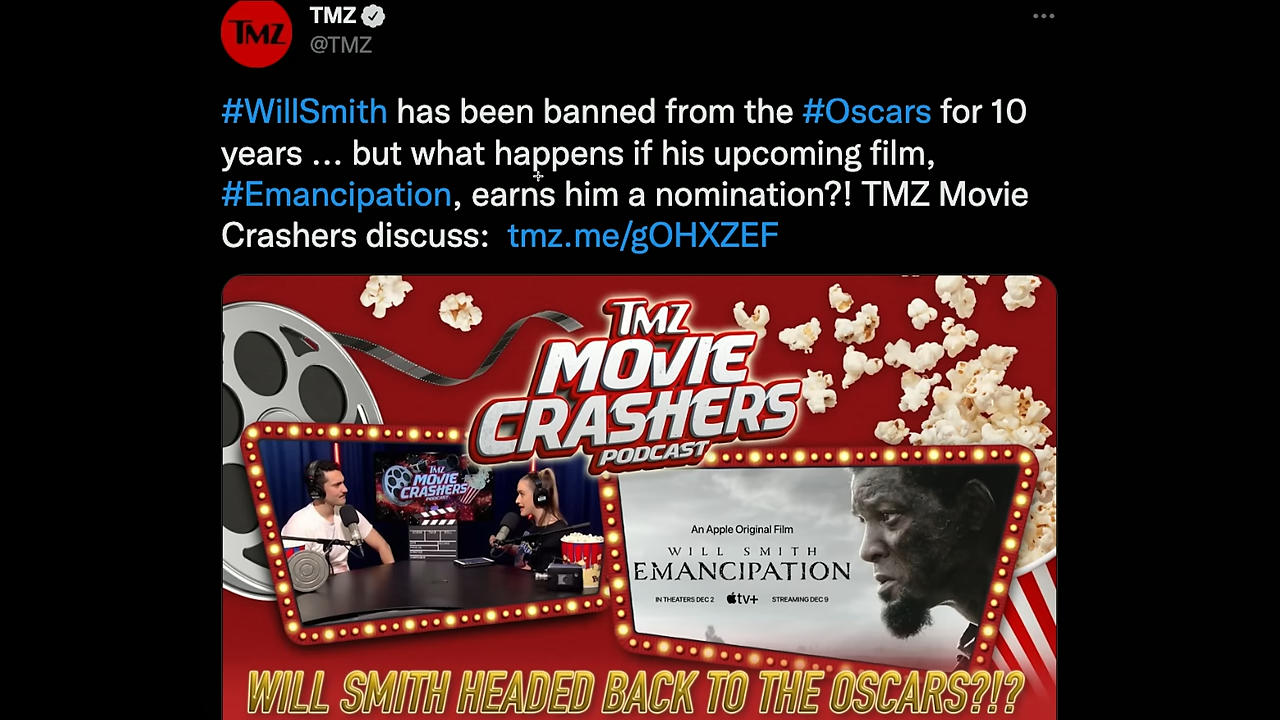 TMZ
TMZ
@TMZ
#WillSmith has been banned from the #Oscars for 10
years ... but what happens if his upcoming film,
#Emancipation, earns him a nomination?! TMZ Movie
Crashers discuss: tmz.me/gOHXZEF
TMZ
MOVIE
CRASHERS
PODCAST
TMZ
MOVIE
CRASHERS
PODCAST
An Apple Original Film
WILL SMITH
EMANCIPATION
IN THEATERS DEC 2 tv+ STREAMING DEC 9
WILL SMITH HEADED BACK TO THE OSCARS?!?